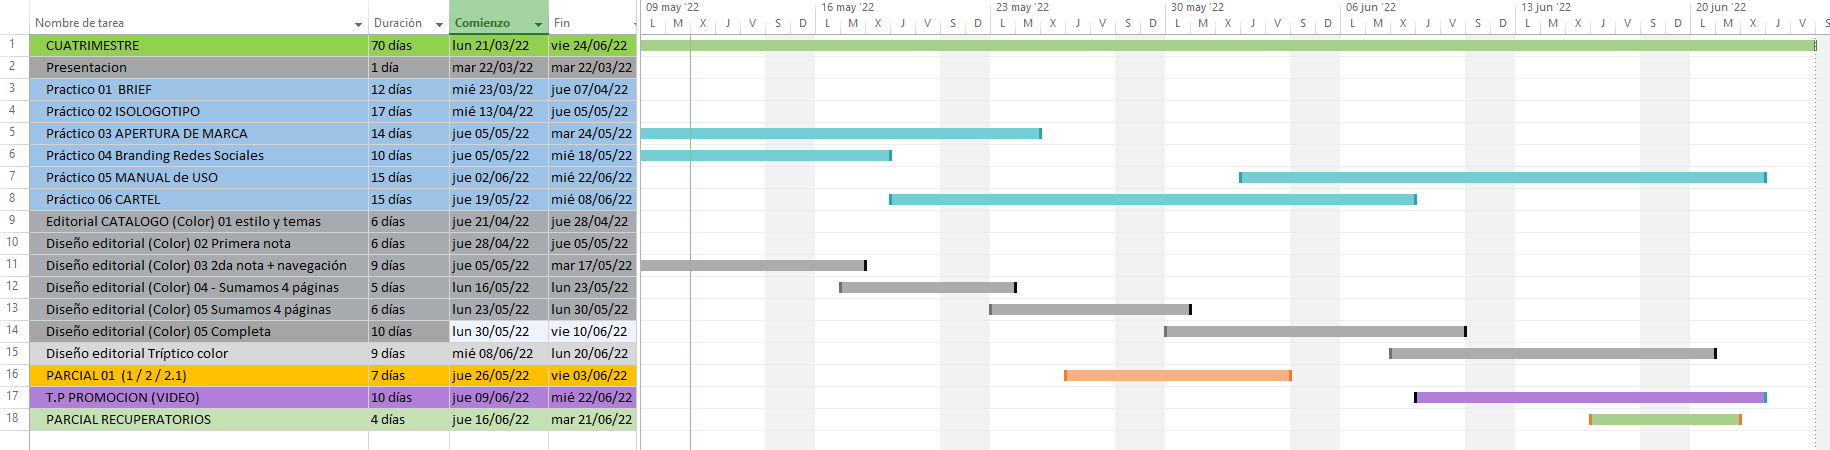 09 may '22 16 may '22 23 may '22 30 may '22 06 jun '22 13 jun '22 20 jun '22
Nombre de tarea Duración Comienzo Fin L M X J V S D L M X J V S D L M X J V S D L M X J V S D L M X J V S D L M X J V S D L M X J V S
1 CUATRIMESTRE 70 días lun 21/03/22 vie 24/06/22
2 Presentacion 1 día mar 22/03/22 mar 22/03/22
3 Practico 01 BRIEF 12 días mié 23/03/22 jue 07/04/22
4 Práctico 02 ISOLOGOTIPO 17 días mié 13/04/22 jue 05/05/22
5 Práctico 03 APERTURA DE MARCA 14 días jue 05/05/22 mar 24/05/22
6 Práctico 04 Branding Redes Sociales 10 días jue 05/05/22 mié 18/05/22
7 Práctico 05 MANUAL de USO 15 días jue 02/06/22 mié 22/06/22
8 Práctico 06 CARTEL 15 días jue 19/05/22 mié 08/06/22
9 Editorial CATALOGO (Color) 01 estilo y temas 6 días jue 21/04/22 jue 28/04/22
10 Diseño editorial (Color) 02 Primera nota 6 días jue 28/04/22 jue 05/05/22
11 Diseño editorial (Color) 03 2da nota + navegación 9 días jue 05/05/22 mar 17/05/22
12 Diseño editorial (Color) 04 - Sumamos 4 páginas 5 días lun 16/05/22 lun 23/05/22
13 Diseño editorial (Color) 05 Sumamos 4 páginas 6 días lun 23/05/22 lun 30/05/22
14 Diseño editorial (Color) 05 Completa 10 días lun 30/05/22 vie 10/06/22
15 Diseño editorial Tríptico color 9 días mié 08/06/22 lun 20/06/22
16 PARCIAL 01 (1 / 2 / 2.1) 7 días jue 26/05/22 vie 03/06/22
17 T.P PROMOCION (VIDEO) 10 días jue 09/06/22 mié 22/06/22
18 PARCIAL RECUPERATORIOS 4 días jue 16/06/22 mar 21/06/22